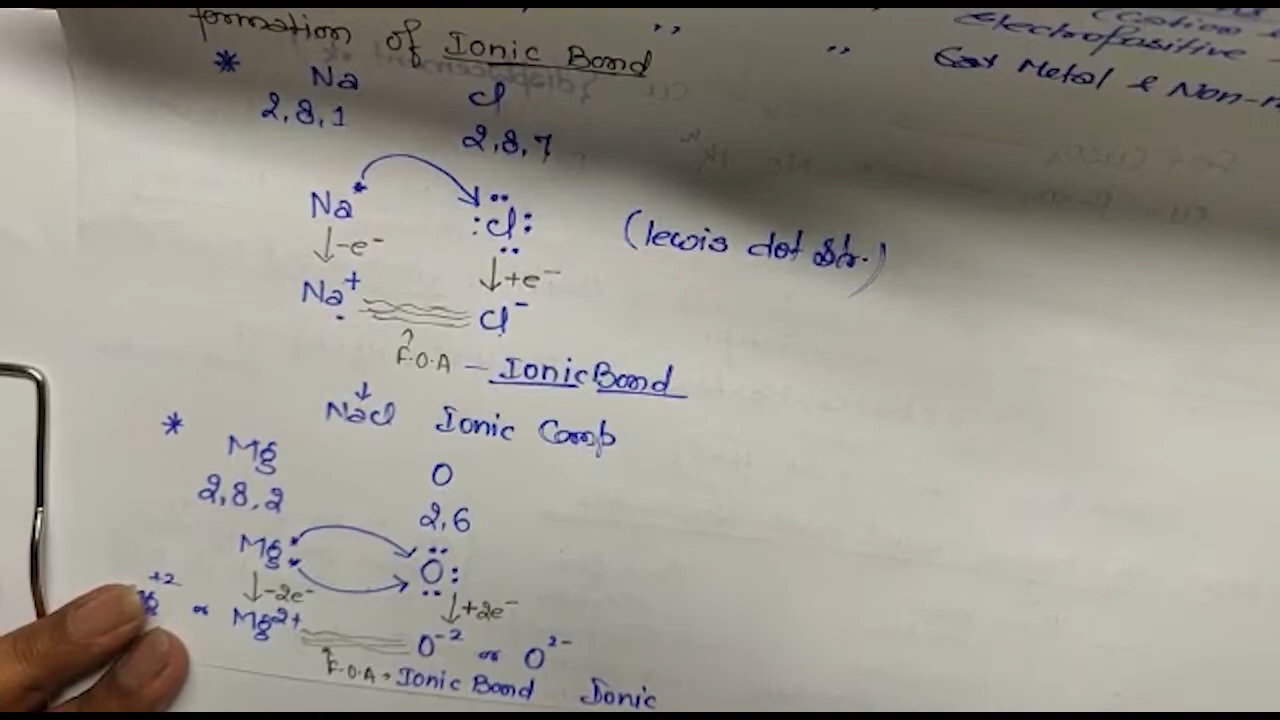 formation of Ionic Bond
,,
,,
Electropositive
Metal & Non-
* Na Cl
2,8,1 2,8,7
Na Cl (lewis dot Str.)
↓-e⁻ ↓+e⁻
Na⁺ Cl⁻
F.O.A - Ionic Bond
↓
NaCl Ionic Comp
* Mg O
2,8,2 2,6
Mg O
↓-2e⁻ ↓+2e⁻
+2 or Mg²⁺ O⁻² or O²⁻
F.O.A - Ionic Bond Ionic